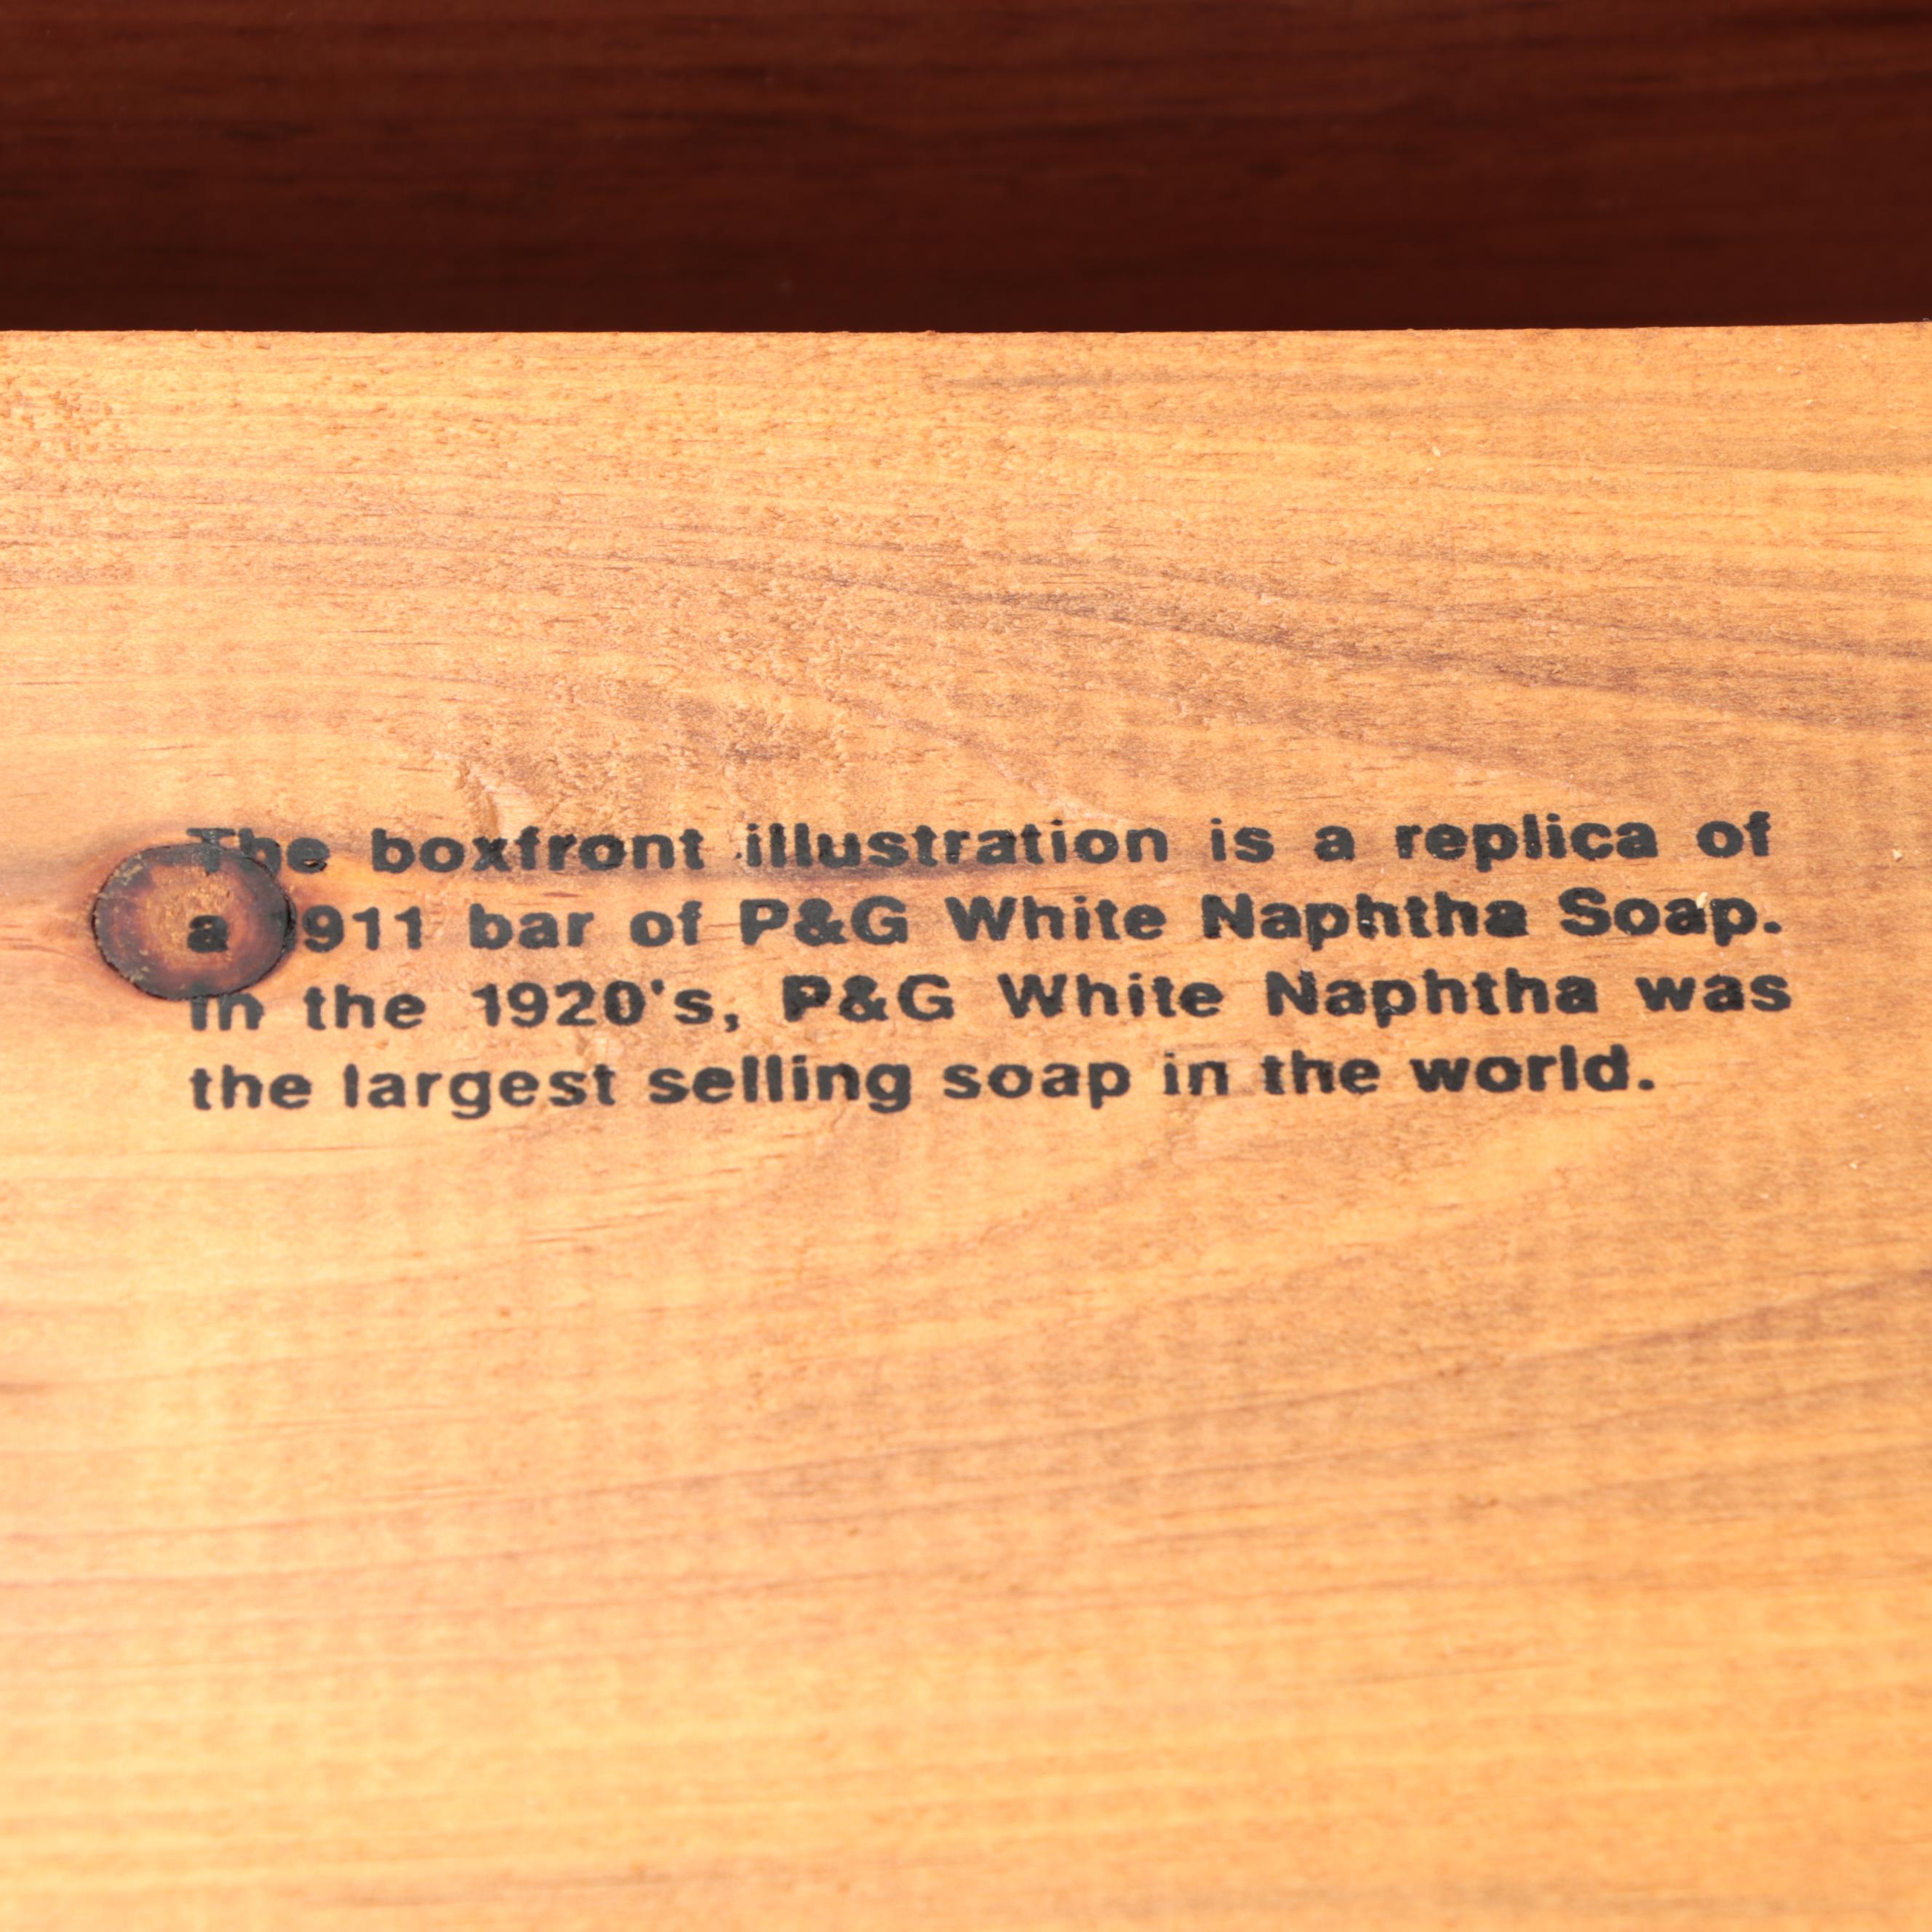 The boxfront illustration is a replica of
a 1911 bar of P&G White Naphtha Soap.
In the 1920's, P&G White Naphtha was
the largest selling soap in the world.